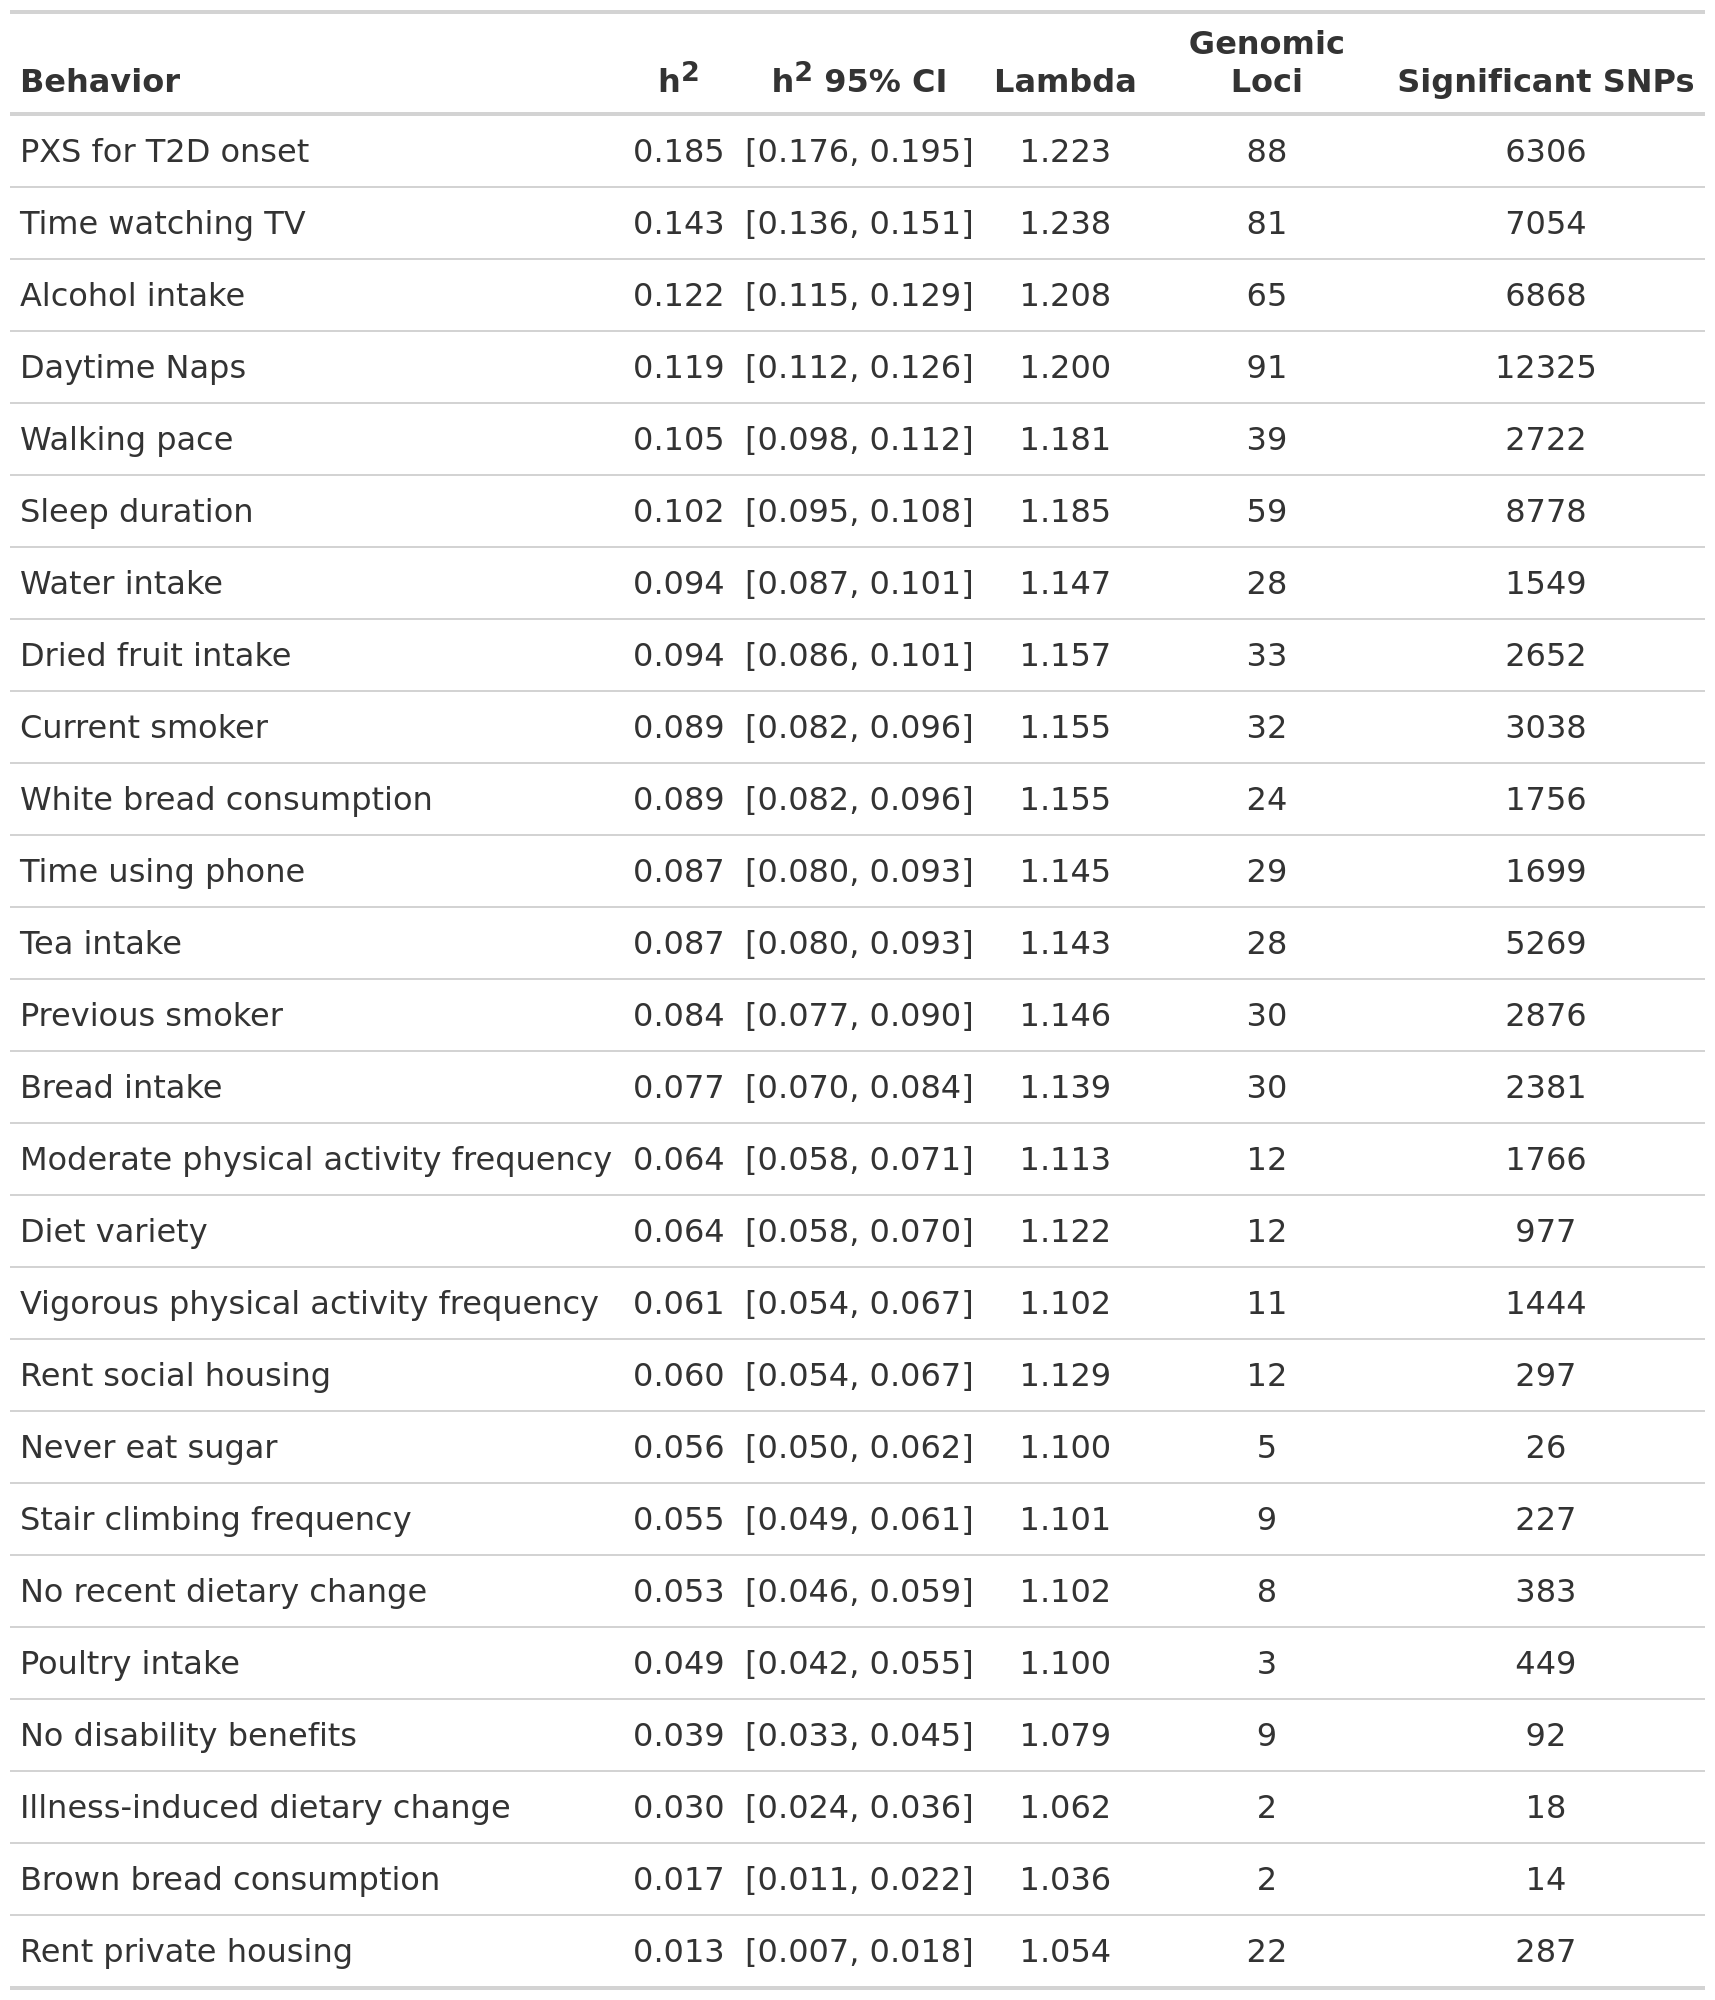 Behavior h² h² 95% CI Lambda Genomic Loci Significant SNPs
PXS for T2D onset 0.185 [0.176, 0.195] 1.223 88 6306
Time watching TV 0.143 [0.136, 0.151] 1.238 81 7054
Alcohol intake 0.122 [0.115, 0.129] 1.208 65 6868
Daytime Naps 0.119 [0.112, 0.126] 1.200 91 12325
Walking pace 0.105 [0.098, 0.112] 1.181 39 2722
Sleep duration 0.102 [0.095, 0.108] 1.185 59 8778
Water intake 0.094 [0.087, 0.101] 1.147 28 1549
Dried fruit intake 0.094 [0.086, 0.101] 1.157 33 2652
Current smoker 0.089 [0.082, 0.096] 1.155 32 3038
White bread consumption 0.089 [0.082, 0.096] 1.155 24 1756
Time using phone 0.087 [0.080, 0.093] 1.145 29 1699
Tea intake 0.087 [0.080, 0.093] 1.143 28 5269
Previous smoker 0.084 [0.077, 0.090] 1.146 30 2876
Bread intake 0.077 [0.070, 0.084] 1.139 30 2381
Moderate physical activity frequency 0.064 [0.058, 0.071] 1.113 12 1766
Diet variety 0.064 [0.058, 0.070] 1.122 12 977
Vigorous physical activity frequency 0.061 [0.054, 0.067] 1.102 11 1444
Rent social housing 0.060 [0.054, 0.067] 1.129 12 297
Never eat sugar 0.056 [0.050, 0.062] 1.100 5 26
Stair climbing frequency 0.055 [0.049, 0.061] 1.101 9 227
No recent dietary change 0.053 [0.046, 0.059] 1.102 8 383
Poultry intake 0.049 [0.042, 0.055] 1.100 3 449
No disability benefits 0.039 [0.033, 0.045] 1.079 9 92
Illness-induced dietary change 0.030 [0.024, 0.036] 1.062 2 18
Brown bread consumption 0.017 [0.011, 0.022] 1.036 2 14
Rent private housing 0.013 [0.007, 0.018] 1.054 22 287